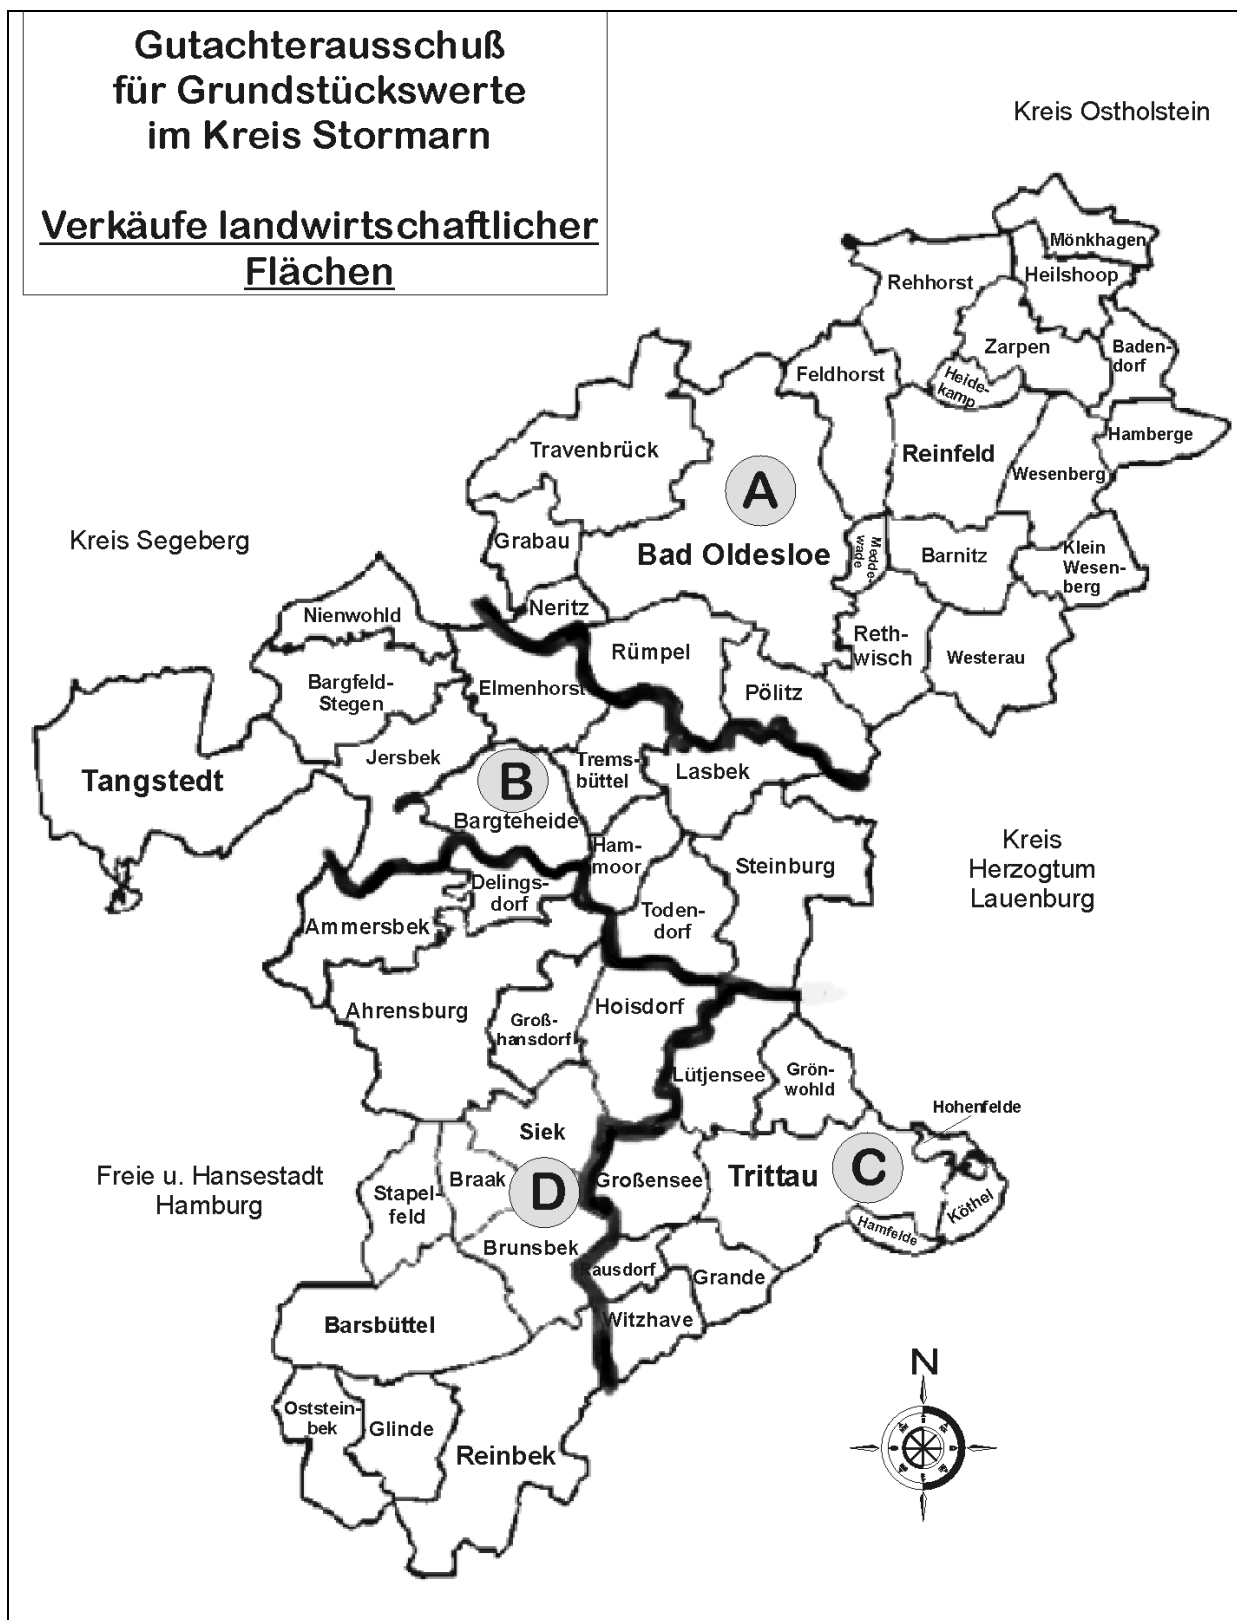 Gutachterausschuß
für Grundstückswerte
im Kreis Stormarn
Verkäufe landwirtschaftlicher
Flächen
Kreis Ostholstein
Mönkhagen
Heilshoop
Rehhorst
Zarpen
Baden-
dorf
Feldhorst
Heide-
kamp
Hamberge
Travenbrück
Reinfeld
Wesenberg
A
Kreis Segeberg
Grabau
Bad Oldesloe
Medde-
wade
Barnitz
Klein
Wesen-
berg
Nienwohld
Neritz
Rümpel
Reth-
wisch
Westerau
Bargfeld-
Stegen
Elmenhorst
Pölitz
Jersbek
Trems-
büttel
Lasbek
Tangstedt
B
Bargteheide
Ham-
moor
Steinburg
Kreis
Herzogtum
Lauenburg
Delings-
dorf
Ammersbek
Toden-
dorf
Ahrensburg
Groß-
hansdorf
Hoisdorf
Lütjensee
Grön-
wohld
Hohenfelde
Siek
Freie u. Hansestadt
Hamburg
Stapel-
feld
Braak
D
Großensee
Trittau
C
Köthel
Hamfelde
Brunsbek
Rausdorf
Grande
Witzhave
Barsbüttel
N
Oststein-
bek
Glinde
Reinbek